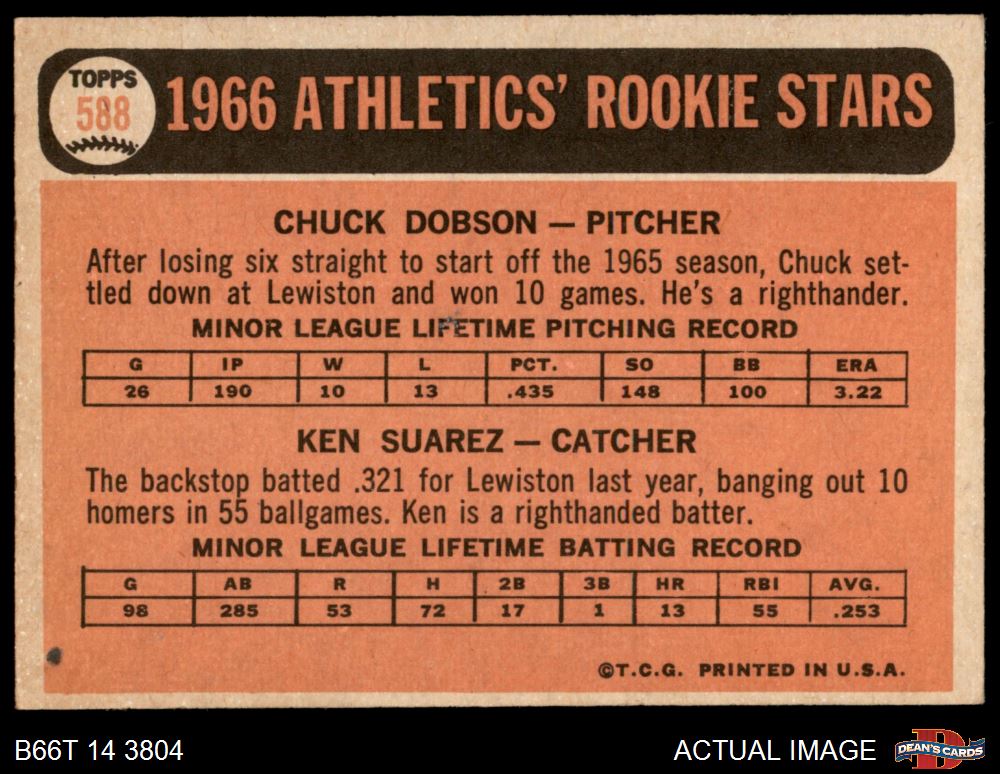 TOPPS
588
1966 ATHLETICS' ROOKIE STARS
CHUCK DOBSON — PITCHER
After losing six straight to start off the 1965 season, Chuck set-
tled down at Lewiston and won 10 games. He's a righthander.
MINOR LEAGUE LIFETIME PITCHING RECORD
G IP W L PCT. SO BB ERA
26 190 10 13 .435 148 100 3.22
KEN SUAREZ — CATCHER
The backstop batted .321 for Lewiston last year, banging out 10
homers in 55 ballgames. Ken is a righthanded batter.
MINOR LEAGUE LIFETIME BATTING RECORD
G AB R H 2B 3B HR RBI AVG.
98 285 53 72 17 1 13 55 .253
©T.C.G. PRINTED IN U.S.A.
B66T 14 3804
ACTUAL IMAGE
D
DEAN'S CARDS